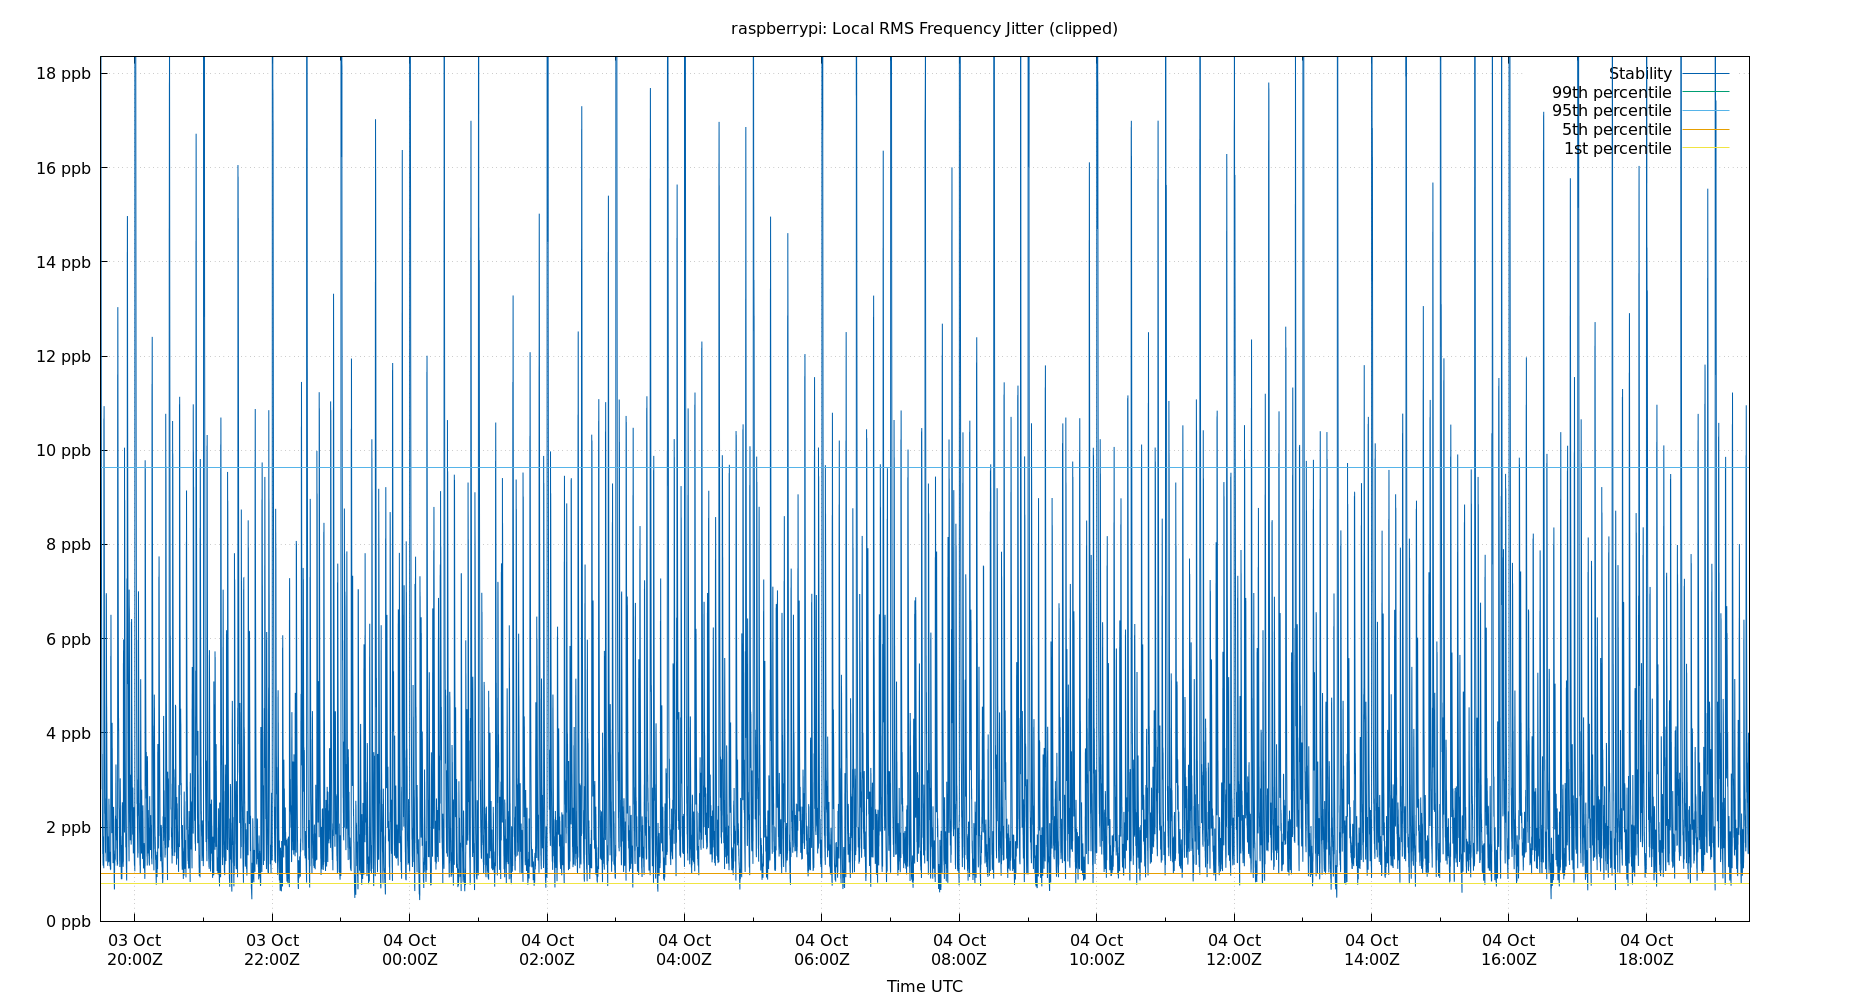 raspberrypi: Local RMS Frequency Jitter (clipped)
18 ppb
16 ppb
14 ppb
12 ppb
10 ppb
8 ppb
6 ppb
4 ppb
2 ppb
0 ppb
Stability
99th percentile
95th percentile
5th percentile
1st percentile
03 Oct 03 Oct 04 Oct 04 Oct 04 Oct 04 Oct 04 Oct 04 Oct 04 Oct 04 Oct 04 Oct 04 Oct
20:00Z 22:00Z 00:00Z 02:00Z 04:00Z 06:00Z 08:00Z 10:00Z 12:00Z 14:00Z 16:00Z 18:00Z
Time UTC